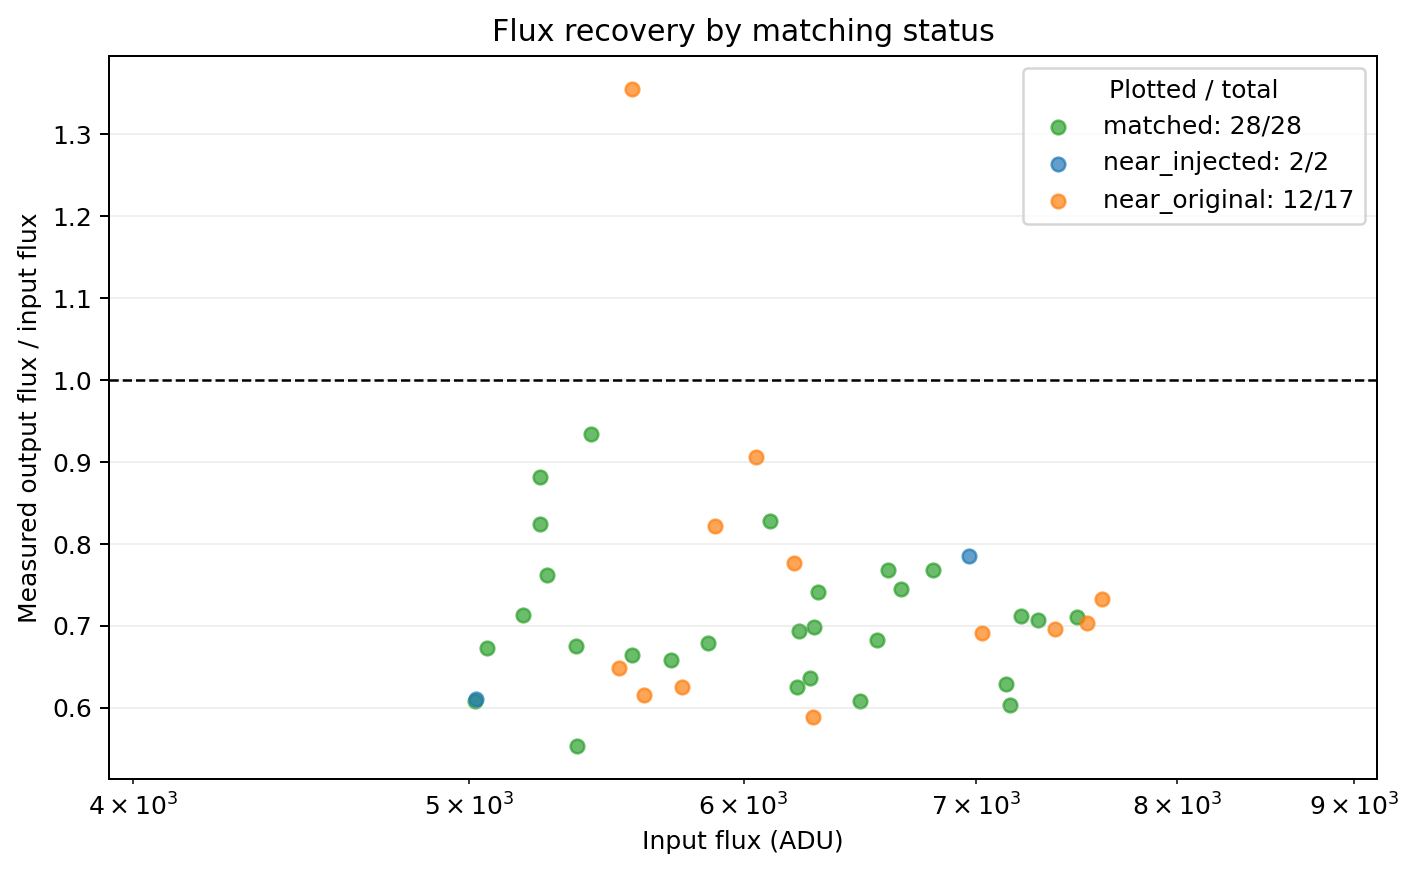 Flux recovery by matching status
Plotted / total
matched: 28/28
near_injected: 2/2
near_original: 12/17
Measured output flux / input flux
1.3
1.2
1.1
1.0
0.9
0.8
0.7
0.6
4 × 10³
5 × 10³
6 × 10³
7 × 10³
8 × 10³
9 × 10³
Input flux (ADU)